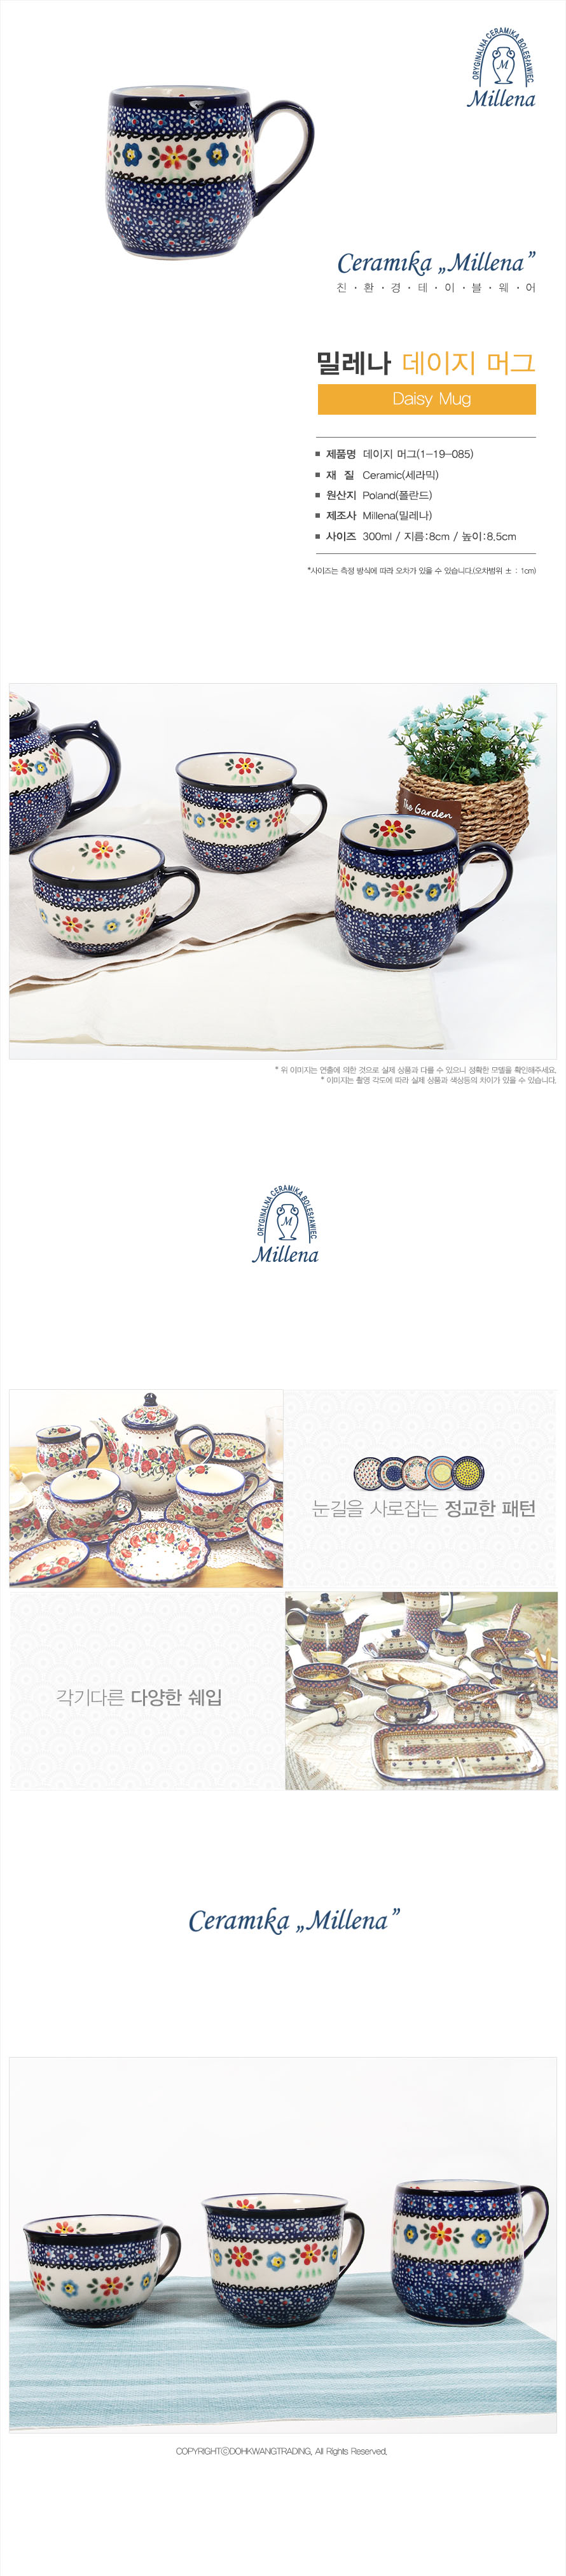 ORYGINALNA CERAMIKA BOLESŁAWIEC
M
Millena
Ceramika „Millena”
친・환・경・테・이・블・웨・어
밀레나 데이지 머그
Daisy Mug
제품명 데이지 머그(1-19-085)
재 질 Ceramic(세라믹)
원산지 Poland(폴란드)
제조사 Millena(밀레나)
사이즈 300ml / 지름:8cm / 높이:8.5cm
*사이즈는 측정 방식에 따라 오차가 있을 수 있습니다.(오차범위 ± : 1cm)
The Garden
* 위 이미지는 연출에 의한 것으로 실제 상품과 다를 수 있으니 정확한 모델을 확인해주세요.
* 이미지는 촬영 각도에 따라 실제 상품과 색상등의 차이가 있을 수 있습니다.
ORYGINALNA CERAMIKA BOLESŁAWIEC
M
Millena
눈길을 사로잡는 정교한 패턴
각기다른 다양한 쉐입
Ceramika „Millena”
COPYRIGHTⓒDOHKWANGTRADING, All Rights Reserved.